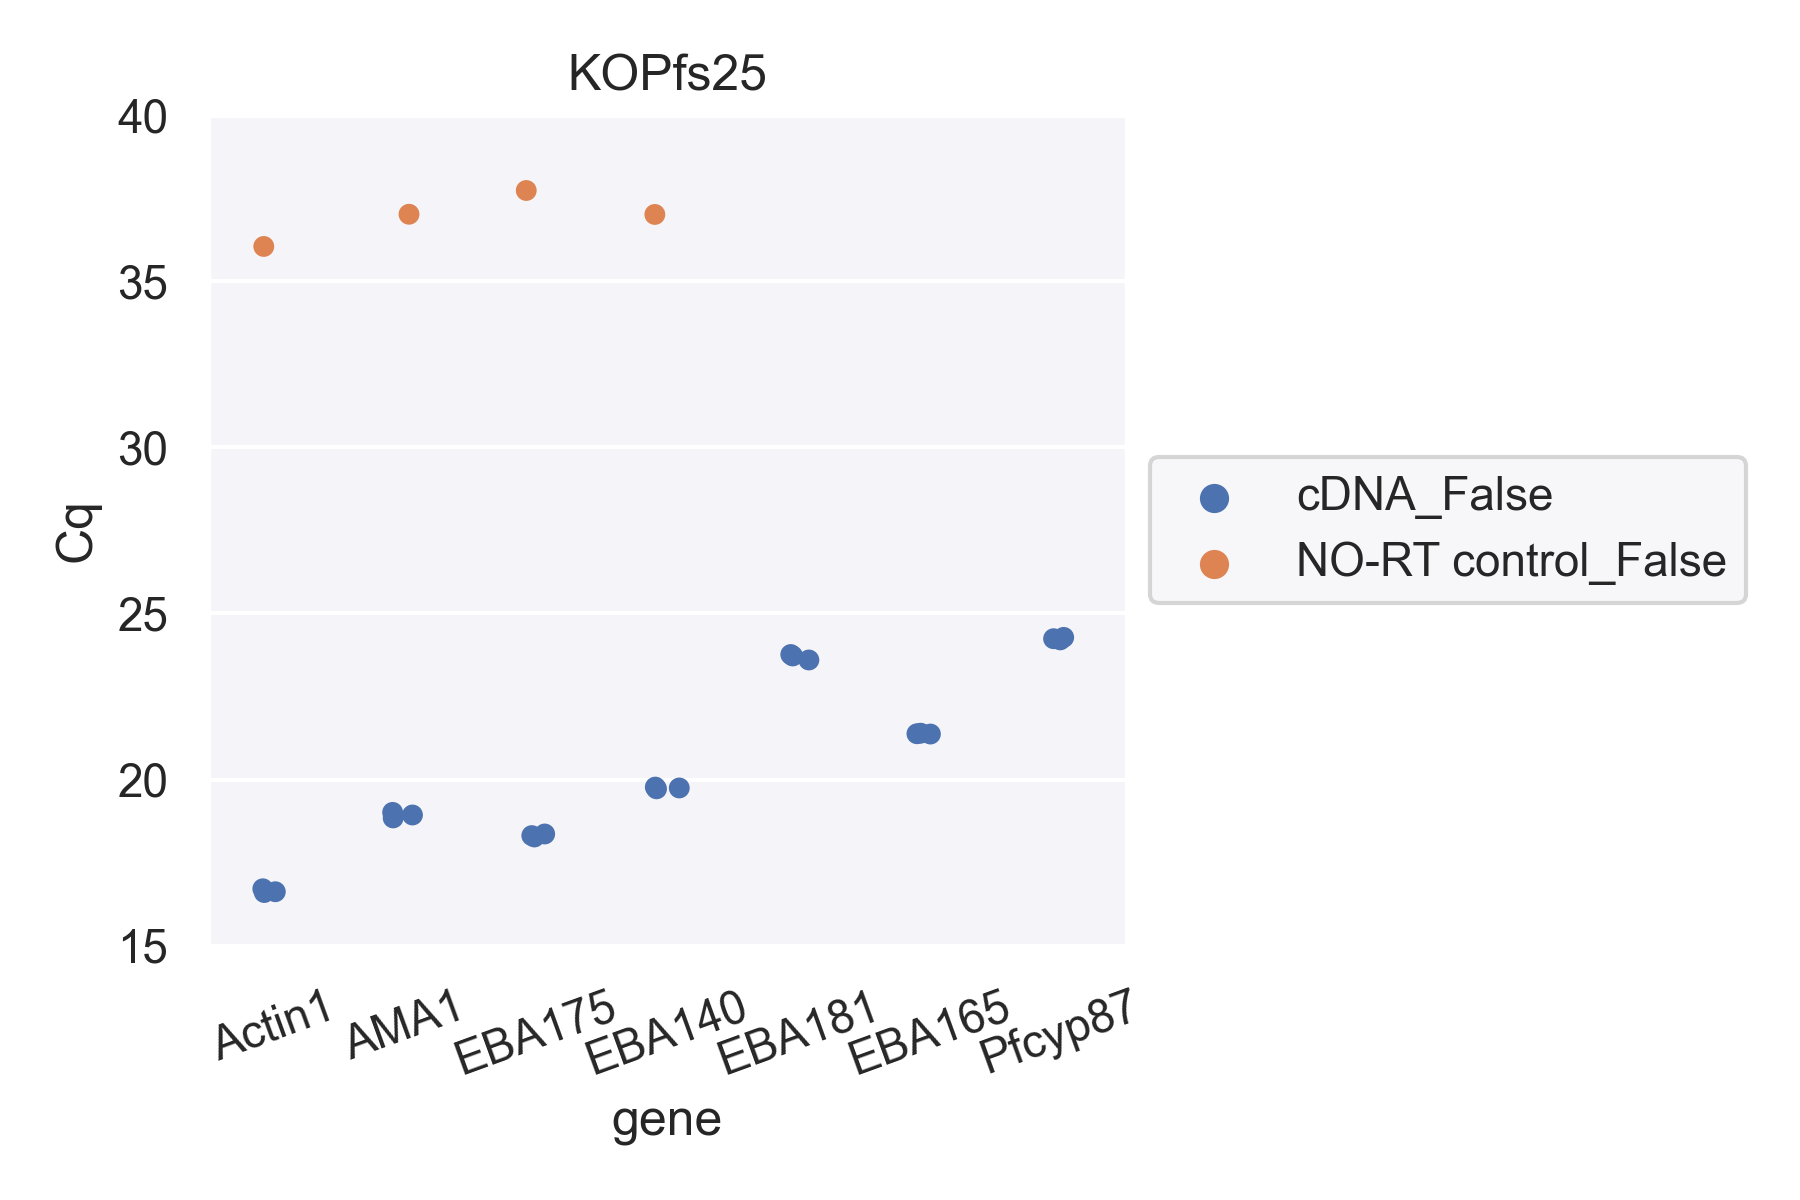 KOPfs25
40
35
30
25
20
15
Cq
Actin1
AMA1
EBA175
EBA140
EBA181
EBA165
Pfcyp87
gene
cDNA_False
NO-RT control_False